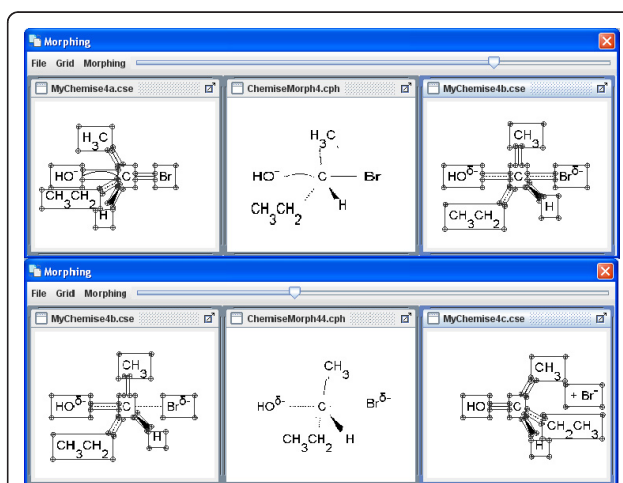 Morphing
File Grid Morphing
MyChemise4a.cse
ChemiseMorph4.cph
MyChemise4b.cse
H₃C
HO⁻ C Br
CH₃CH₂
H
H₃C
HO⁻ C Br
H
CH₃CH₂
CH₃
HOδ- C Brδ-
CH₃CH₂ H
Morphing
File Grid Morphing
MyChemise4b.cse
ChemiseMorph44.cph
MyChemise4c.cse
CH₃
HOδ- C Brδ-
CH₃CH₂ H
CH₃
HOδ- C Brδ-
CH₃CH₂ H
CH₃
+ Br⁻
HO C
CH₂CH₃
H